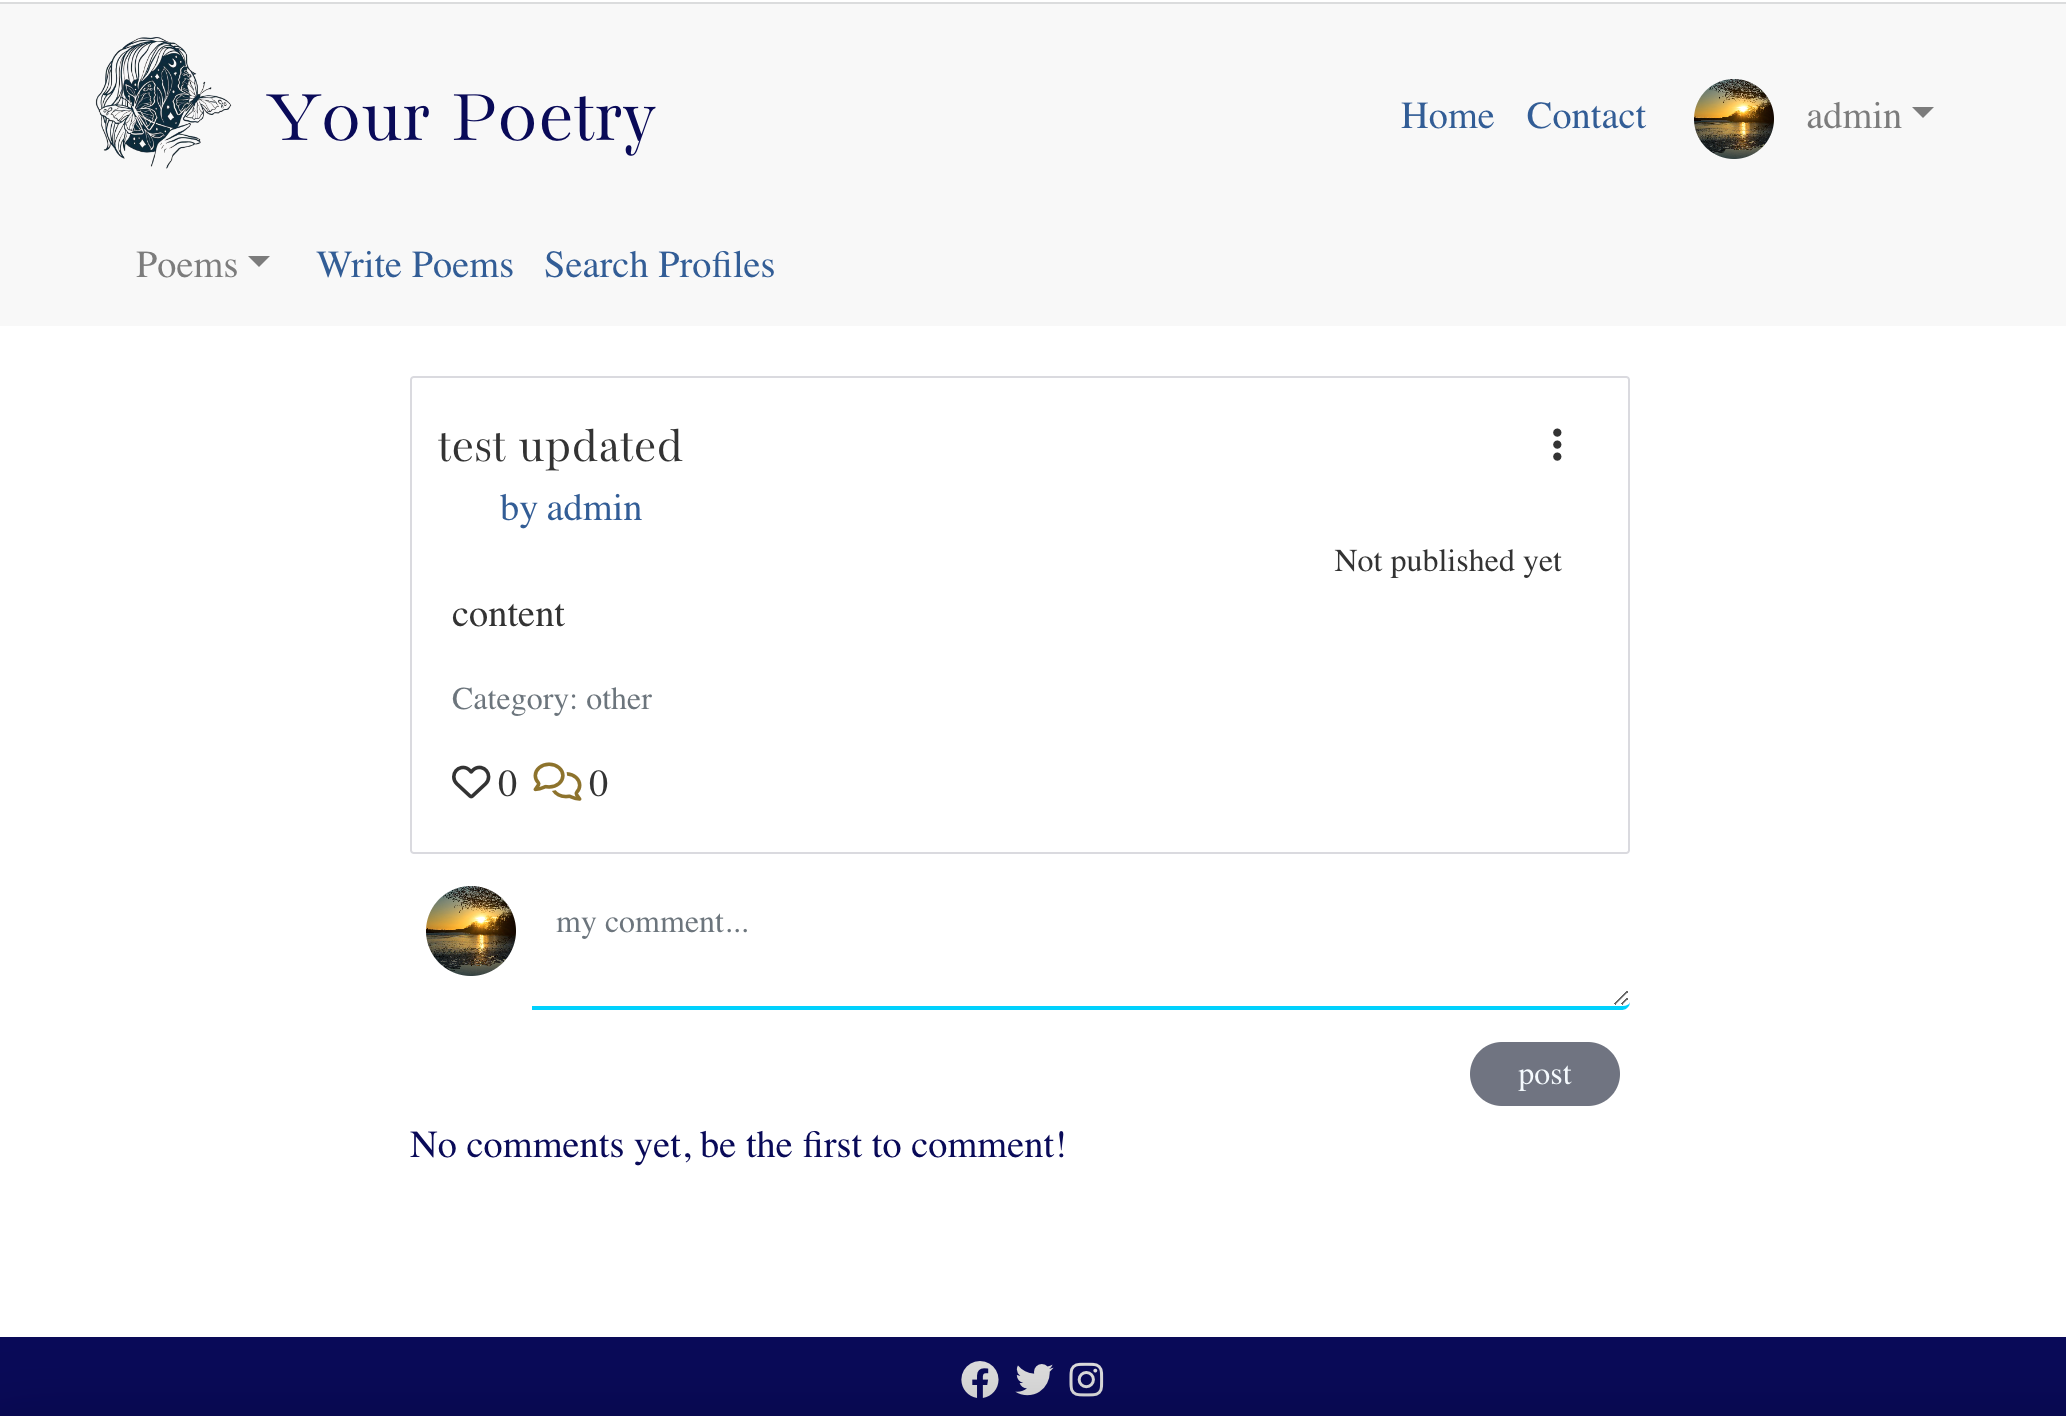 Your Poetry
Home Contact admin
Poems Write Poems Search Profiles
test updated
by admin
Not published yet
content
Category: other
0 0
my comment...
post
No comments yet, be the first to comment!